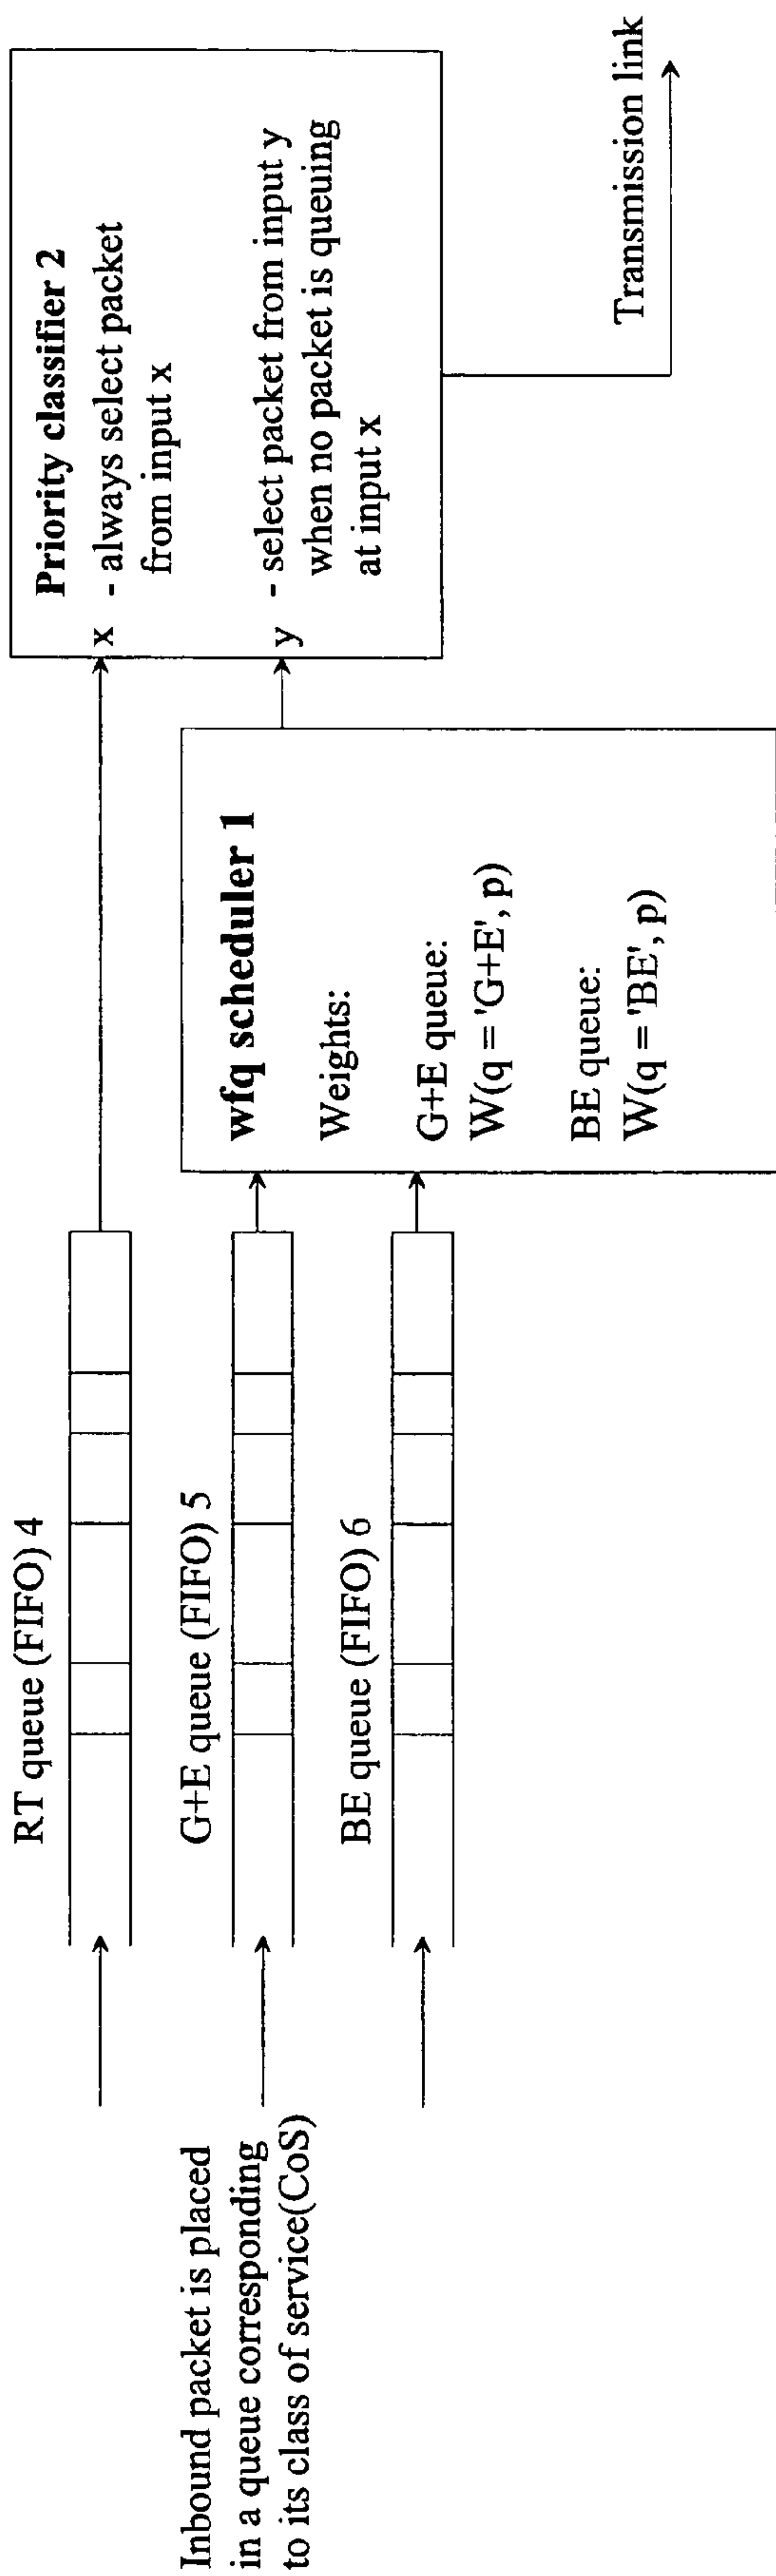 Inbound packet is placed
in a queue corresponding
to its class of service(CoS)
RT queue (FIFO) 4
G+E queue (FIFO) 5
BE queue (FIFO) 6
wfq scheduler 1
Weights:
G+E queue:
W(q = 'G+E', p)
BE queue:
W(q = 'BE', p)
Priority classifier 2
x - always select packet
from input x
y - select packet from input y
when no packet is queuing
at input x
Transmission link